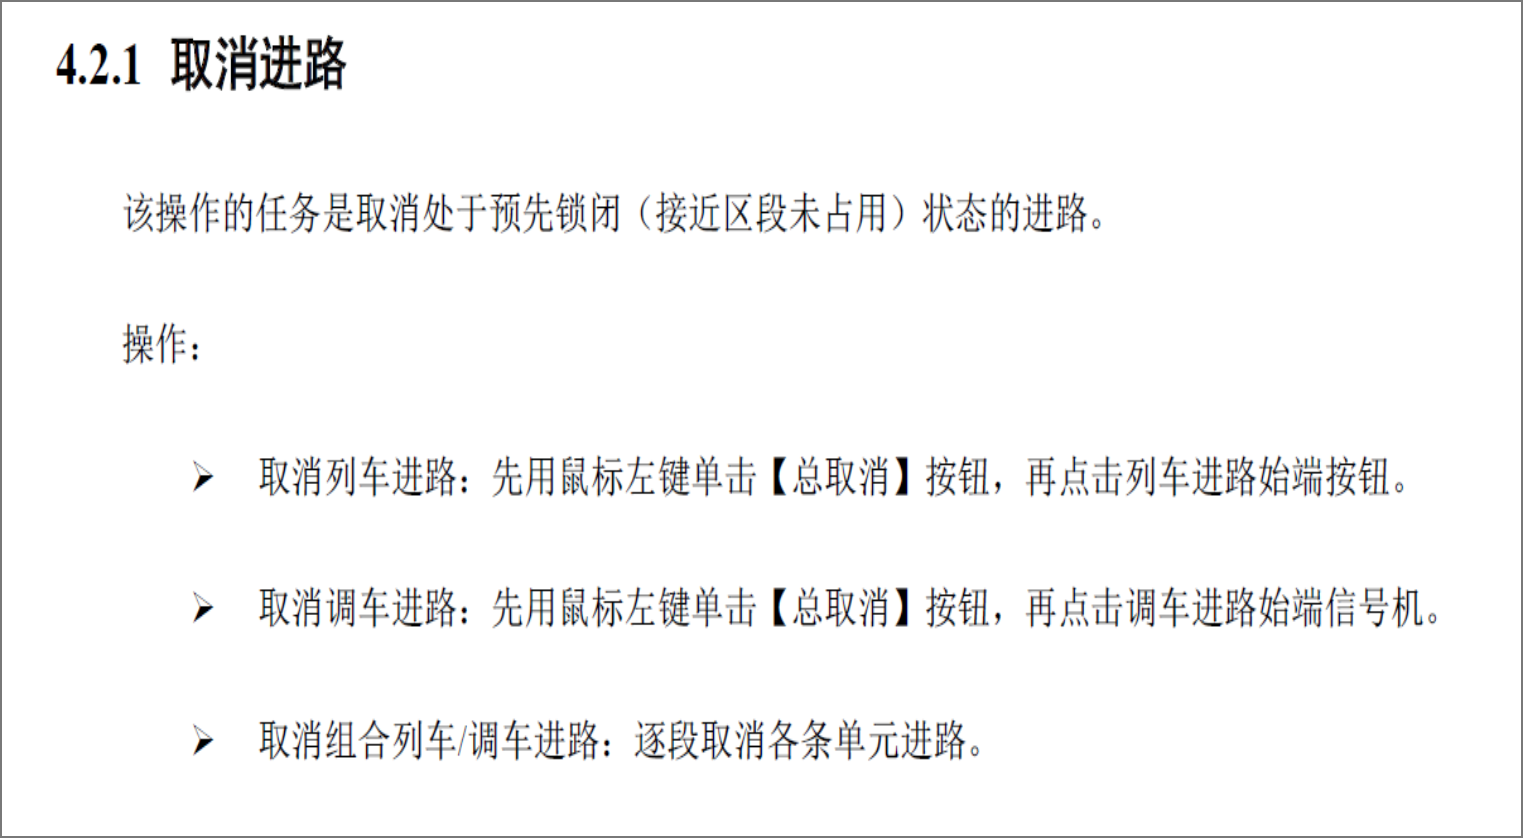 4.2.1 取消进路
该操作的任务是取消处于预先锁闭（接近区段未占用）状态的进路。
操作：
➢ 取消列车进路：先用鼠标左键单击【总取消】按钮，再点击列车进路始端按钮。
➢ 取消调车进路：先用鼠标左键单击【总取消】按钮，再点击调车进路始端信号机。
➢ 取消组合列车/调车进路：逐段取消各条单元进路。